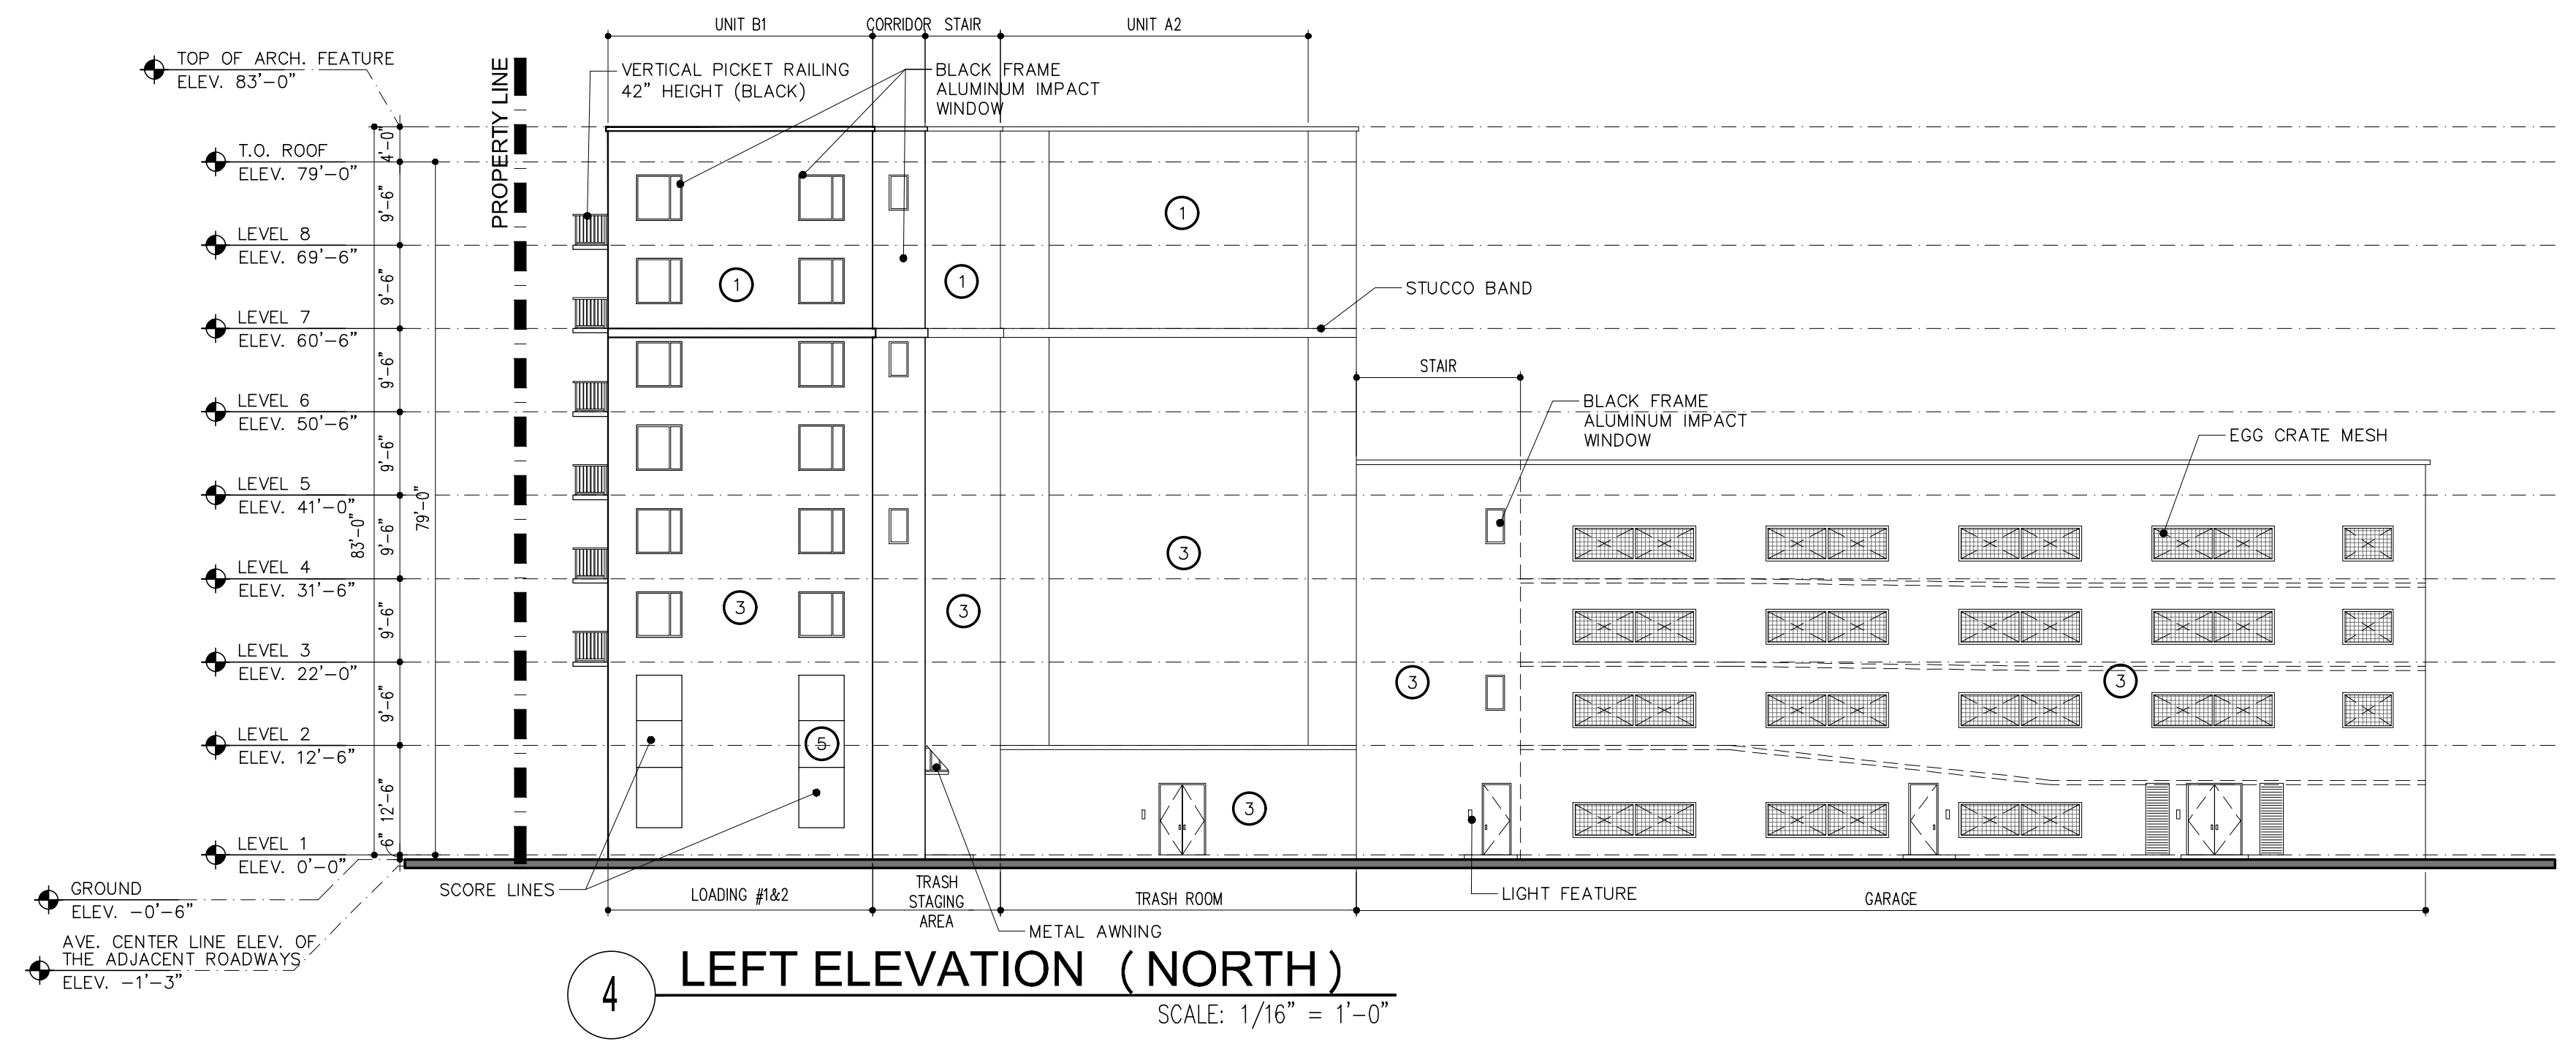 UNIT B1
CORRIDOR
STAIR
UNIT A2
TOP OF ARCH. FEATURE
ELEV. 83'-0"
PROPERTY LINE
VERTICAL PICKET RAILING
42" HEIGHT (BLACK)
BLACK FRAME
ALUMINUM IMPACT
WINDOW
T.O. ROOF
ELEV. 79'-0"
LEVEL 8
ELEV. 69'-6"
LEVEL 7
ELEV. 60'-6"
LEVEL 6
ELEV. 50'-6"
LEVEL 5
ELEV. 41'-0"
LEVEL 4
ELEV. 31'-6"
LEVEL 3
ELEV. 22'-0"
LEVEL 2
ELEV. 12'-6"
LEVEL 1
ELEV. 0'-0"
GROUND
ELEV. -0'-6"
AVE. CENTER LINE ELEV. OF
THE ADJACENT ROADWAYS
ELEV. -1'-3"
4'-0"
9'-6"
9'-6"
9'-6"
9'-6"
9'-6"
9'-6"
9'-6"
12'-6"
6"
83'-0"
79'-0"
1
1
1
STUCCO BAND
STAIR
BLACK FRAME
ALUMINUM IMPACT
WINDOW
EGG CRATE MESH
3
3
3
3
3
5
3
SCORE LINES
LOADING #1&2
TRASH
STAGING
AREA
TRASH ROOM
LIGHT FEATURE
GARAGE
METAL AWNING
4
LEFT ELEVATION (NORTH)
SCALE: 1/16" = 1'-0"